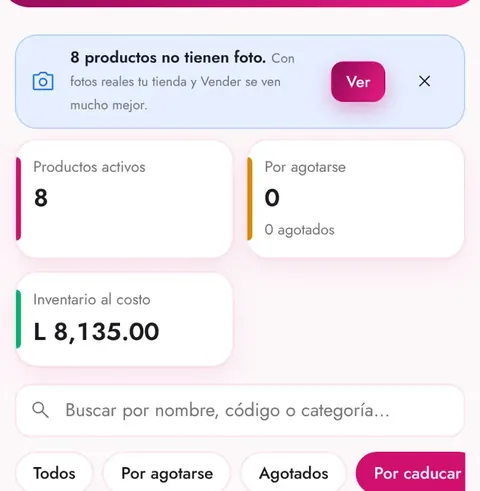 8 productos no tienen foto. Con
fotos reales tu tienda y Vender se ven
mucho mejor.
Ver
Productos activos
8
Por agotarse
0
0 agotados
Inventario al costo
L 8,135.00
Buscar por nombre, código o categoría...
Todos
Por agotarse
Agotados
Por caducar